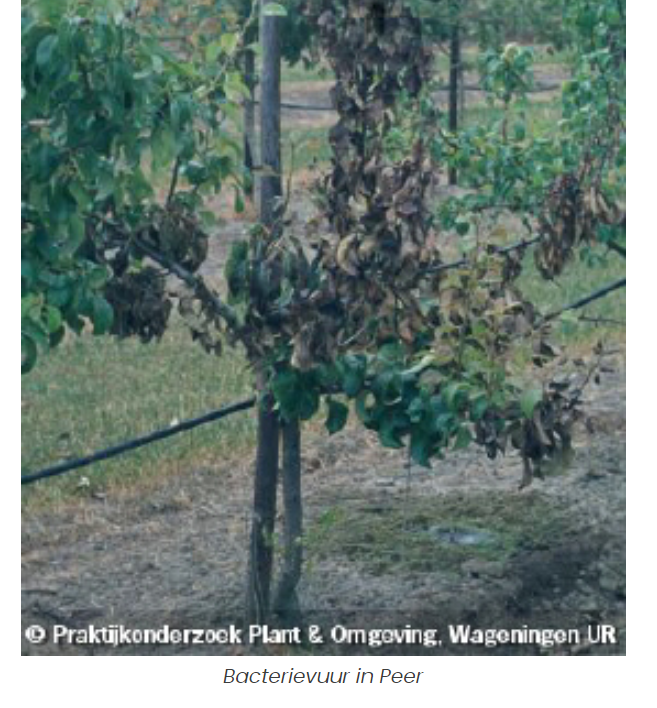 © Praktijkonderzoek Plant & Omgeving, Wageningen UR
Bacterievuur in Peer